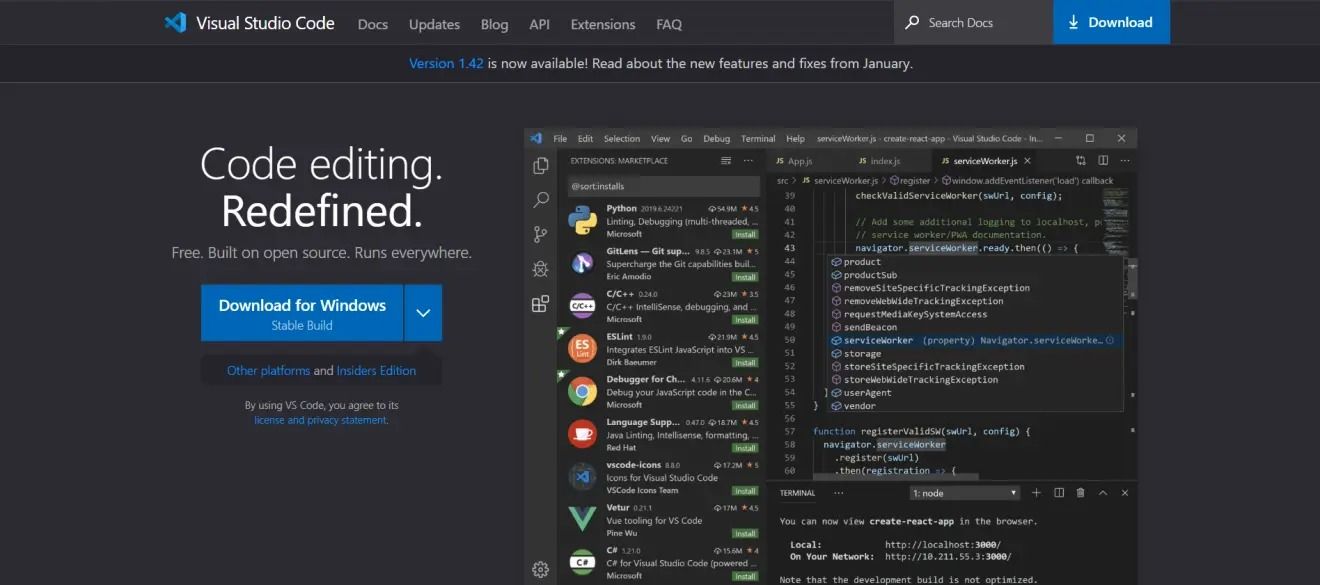 Visual Studio Code Docs Updates Blog API Extensions FAQ Search Docs Download
Version 1.42 is now available! Read about the new features and fixes from January.
Code editing.
Redefined.
Free. Built on open source. Runs everywhere.
Download for Windows
Stable Build
Other platforms and Insiders Edition
By using VS Code, you agree to its
license and privacy statement.
File Edit Selection View Go Debug Terminal Help serviceWorker.js - create-react-app - Visual Studio Code - In...
EXTENSIONS: MARKETPLACE
@sort:installs
Python 2019.6.24221 54.9M ★ 4.5
Linting, Debugging (multi-threaded, ...
Microsoft Install
GitLens — Git sup... 9.8.5 23.1M ★ 5
Supercharge the Git capabilities buil...
Eric Amodio Install
C/C++
C/C++ 0.24.0 23M ★ 3.5
C/C++ IntelliSense, debugging, and ...
Microsoft Install
ES
Lint
ESLint 1.9.0 21.9M ★ 4.5
Integrates ESLint JavaScript into VS ...
Dirk Baeumer Install
Debugger for Ch... 4.11.6 20.6M ★ 4
Debug your JavaScript code in the C...
Microsoft Install
Language Supp... 0.47.0 18.7M ★ 4.5
Java Linting, Intellisense, formatting, ...
Red Hat Install
vscode-icons 8.8.0 17.2M ★ 5
Icons for Visual Studio Code
VSCode Icons Team Install
Vetur 0.21.1 17M ★ 4.5
Vue tooling for VS Code
Pine Wu Install
C#
C# 1.21.0 15.6M ★ 4
C# for Visual Studio Code (powered ...
Microsoft Install
JS App.js JS index.js JS serviceWorker.js
src > JS serviceWorker.js > register > window.addEventListener('load') callback
39 checkValidServiceWorker(swUrl, config);
40
41 // Add some additional logging to localhost, p
42 // service worker/PWA documentation.
43 navigator.serviceWorker.ready.then(() => {
44 product
45 productSub
46 removeSiteSpecificTrackingException
47 removeWebWideTrackingException
48 requestMediaKeySystemAccess
49 sendBeacon
50 serviceWorker (property) Navigator.serviceWorke...
51 storage
52 storeSiteSpecificTrackingException
53 storeWebWideTrackingException
54 } userAgent
55 } vendor
56
57 function registerValidSW(swUrl, config) {
58 navigator.serviceWorker
59 .register(swUrl)
60 .then(registration => {
TERMINAL ... 1: node
You can now view create-react-app in the browser.
Local: http://localhost:3000/
On Your Network: http://10.211.55.3:3000/
Note that the development build is not optimized.